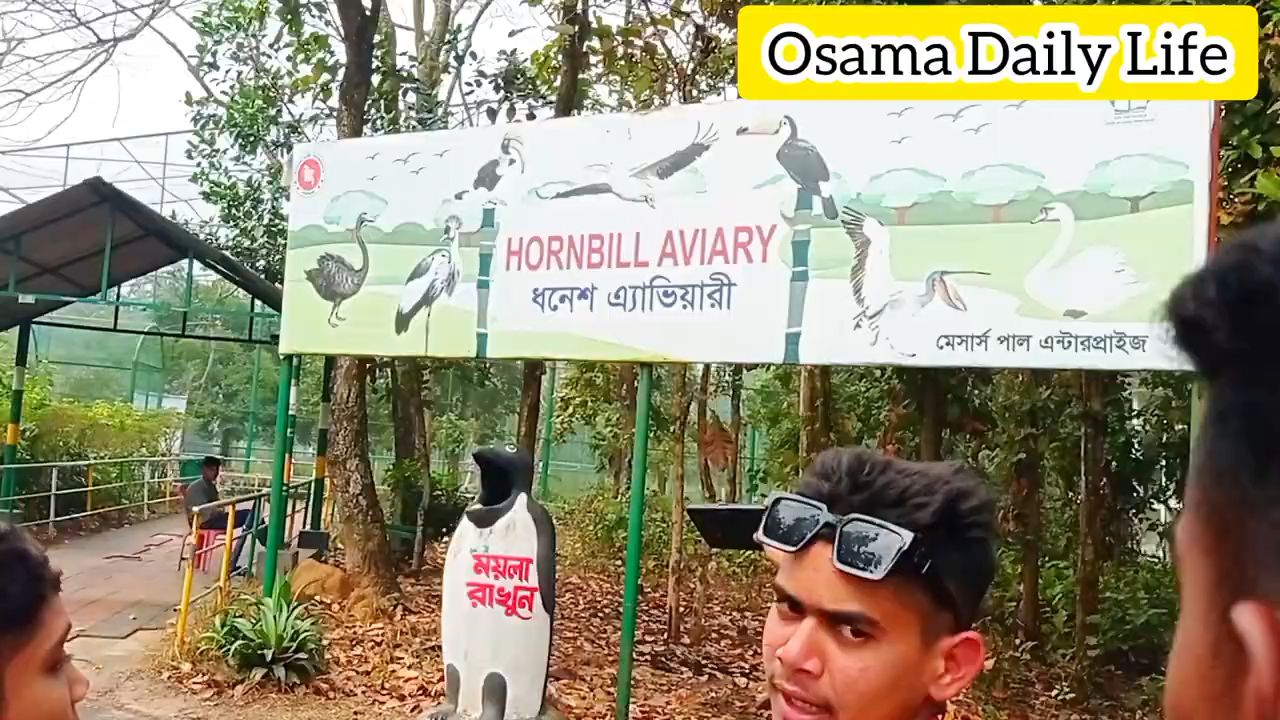 Osama Daily Life
HORNBILL AVIARY
ধনেশ এ্যাভিয়ারী
মেসার্স পাল এন্টারপ্রাইজ
ময়লা
রাখুন